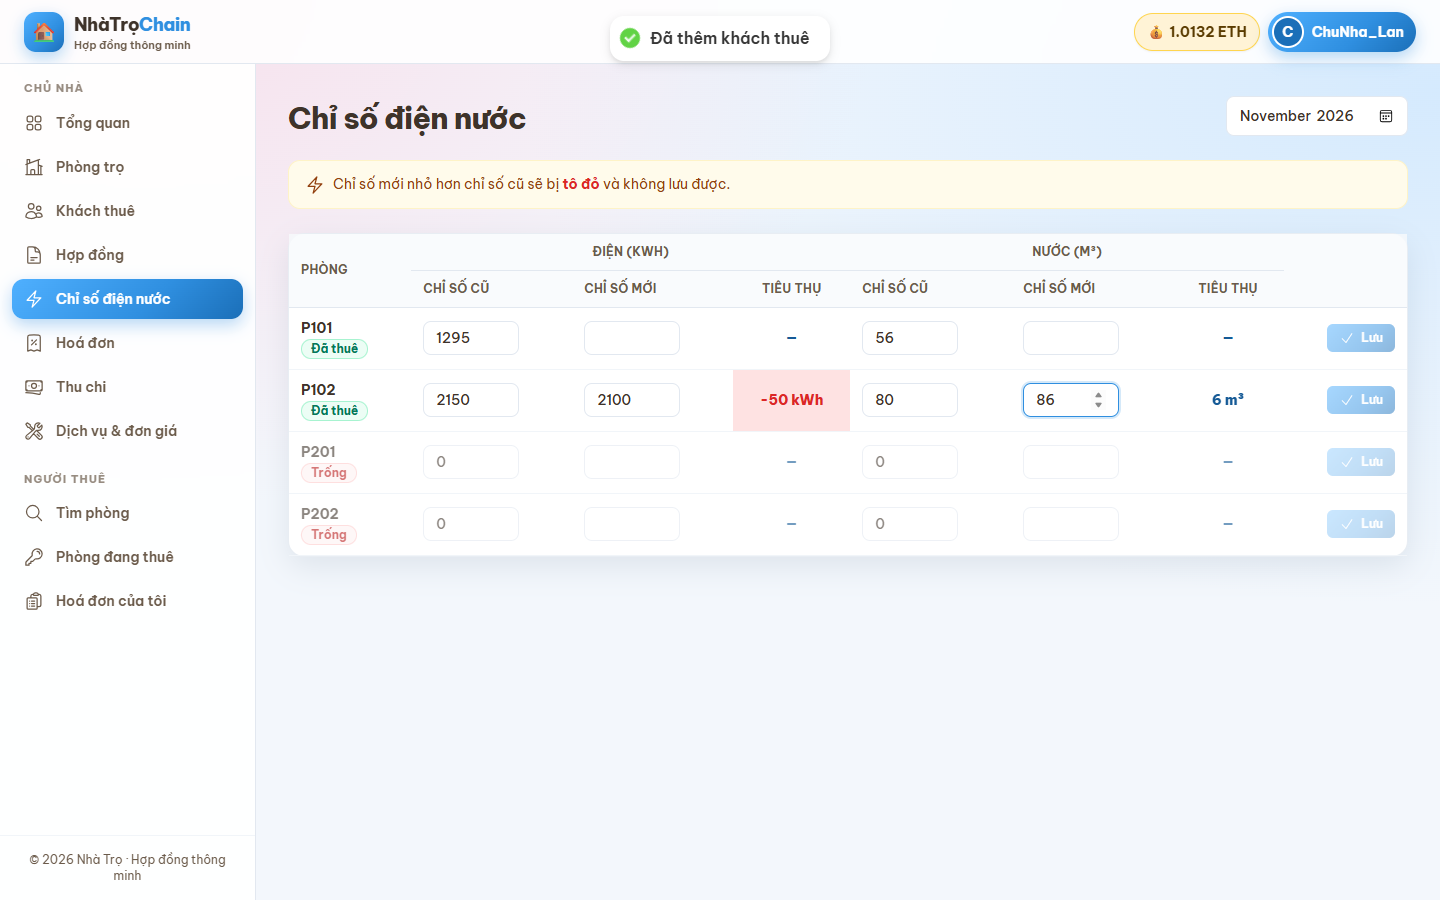 NhàTrọChain
Hợp đồng thông minh
Đã thêm khách thuê
1.0132 ETH
C
ChuNha_Lan
CHỦ NHÀ
Tổng quan
Phòng trọ
Khách thuê
Hợp đồng
Chỉ số điện nước
Hoá đơn
Thu chi
Dịch vụ & đơn giá
NGƯỜI THUÊ
Tìm phòng
Phòng đang thuê
Hoá đơn của tôi
© 2026 Nhà Trọ · Hợp đồng thông
minh
Chỉ số điện nước
November 2026
Chỉ số mới nhỏ hơn chỉ số cũ sẽ bị tô đỏ và không lưu được.
PHÒNG
ĐIỆN (KWH)
NƯỚC (M³)
CHỈ SỐ CŨ
CHỈ SỐ MỚI
TIÊU THỤ
CHỈ SỐ CŨ
CHỈ SỐ MỚI
TIÊU THỤ
P101
Đã thuê
1295
–
56
–
Lưu
P102
Đã thuê
2150
2100
-50 kWh
80
86
6 m³
Lưu
P201
Trống
0
–
0
–
Lưu
P202
Trống
0
–
0
–
Lưu